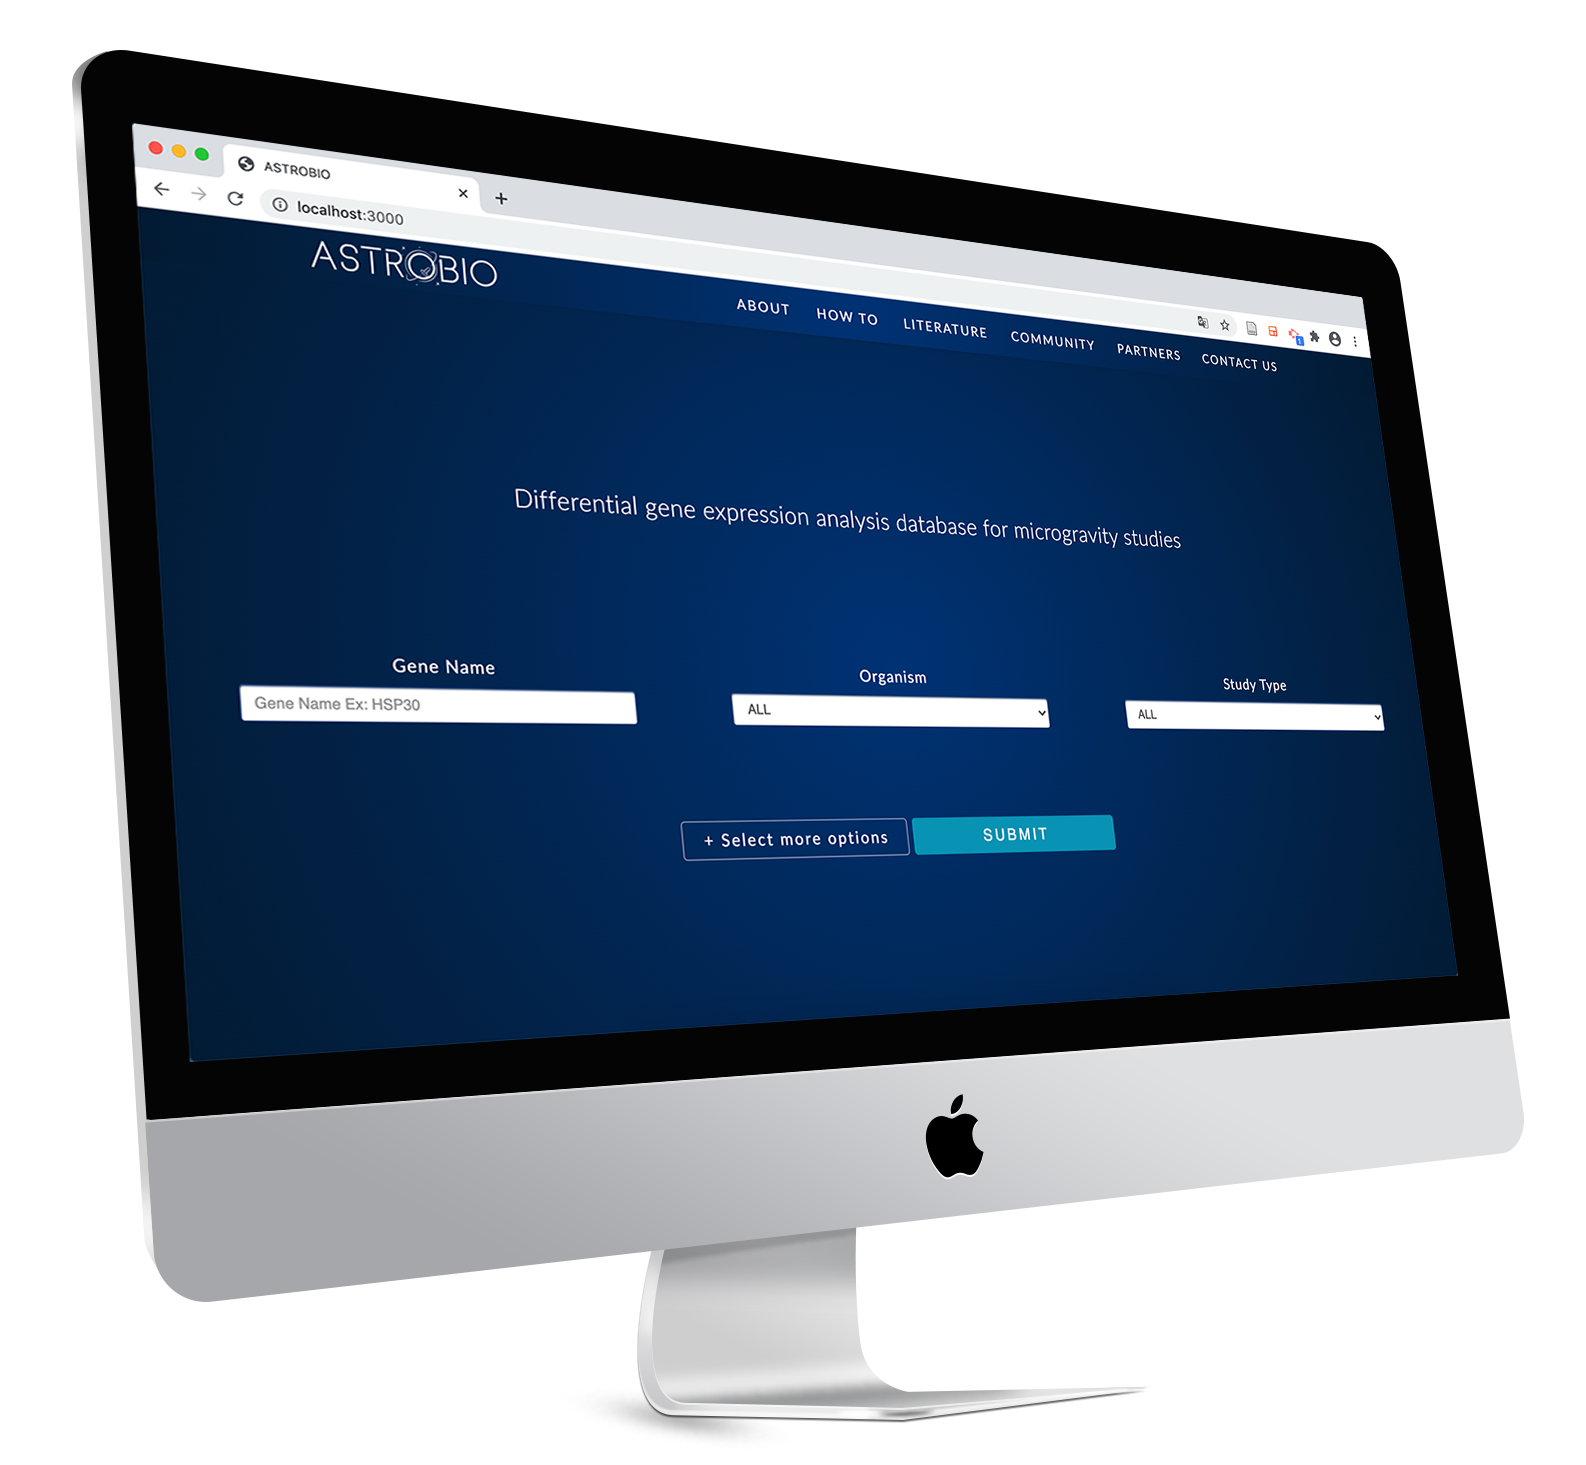 ASTROBIO
localhost:3000
ASTROBIO
ABOUT HOW TO LITERATURE COMMUNITY PARTNERS CONTACT US
Differential gene expression analysis database for microgravity studies
Gene Name Organism Study Type
Gene Name Ex: HSP30 ALL ALL
+ Select more options SUBMIT